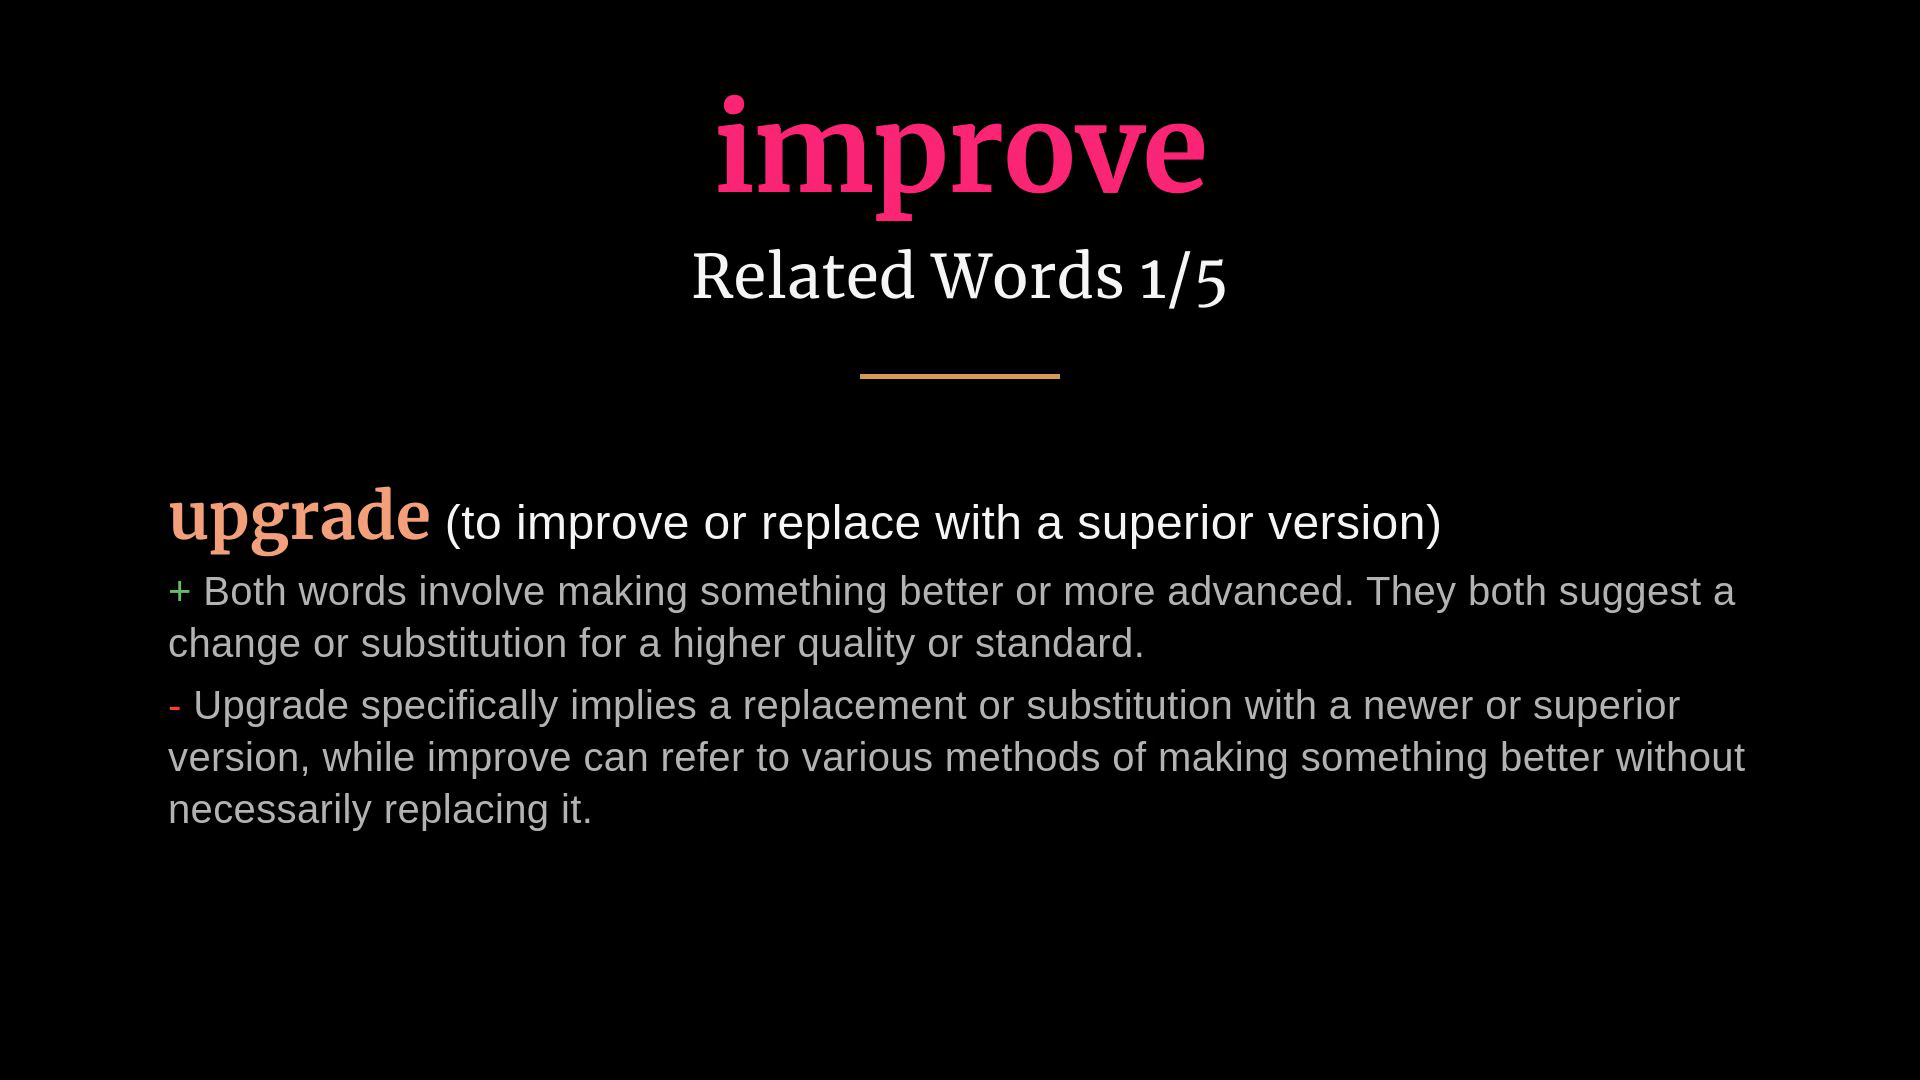 improve
Related Words 1/5
upgrade (to improve or replace with a superior version)
+ Both words involve making something better or more advanced. They both suggest a
change or substitution for a higher quality or standard.
- Upgrade specifically implies a replacement or substitution with a newer or superior
version, while improve can refer to various methods of making something better without
necessarily replacing it.